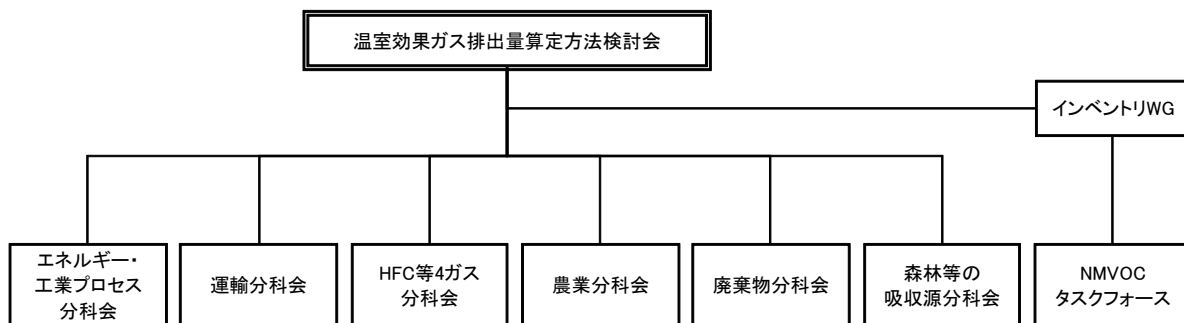 温室効果ガス排出量算定方法検討会
インベントリWG
エネルギー・
工業プロセス
分科会
運輸分科会
HFC等4ガス
分科会
農業分科会
廃棄物分科会
森林等の
吸収源分科会
NMVOC
タスクフォース